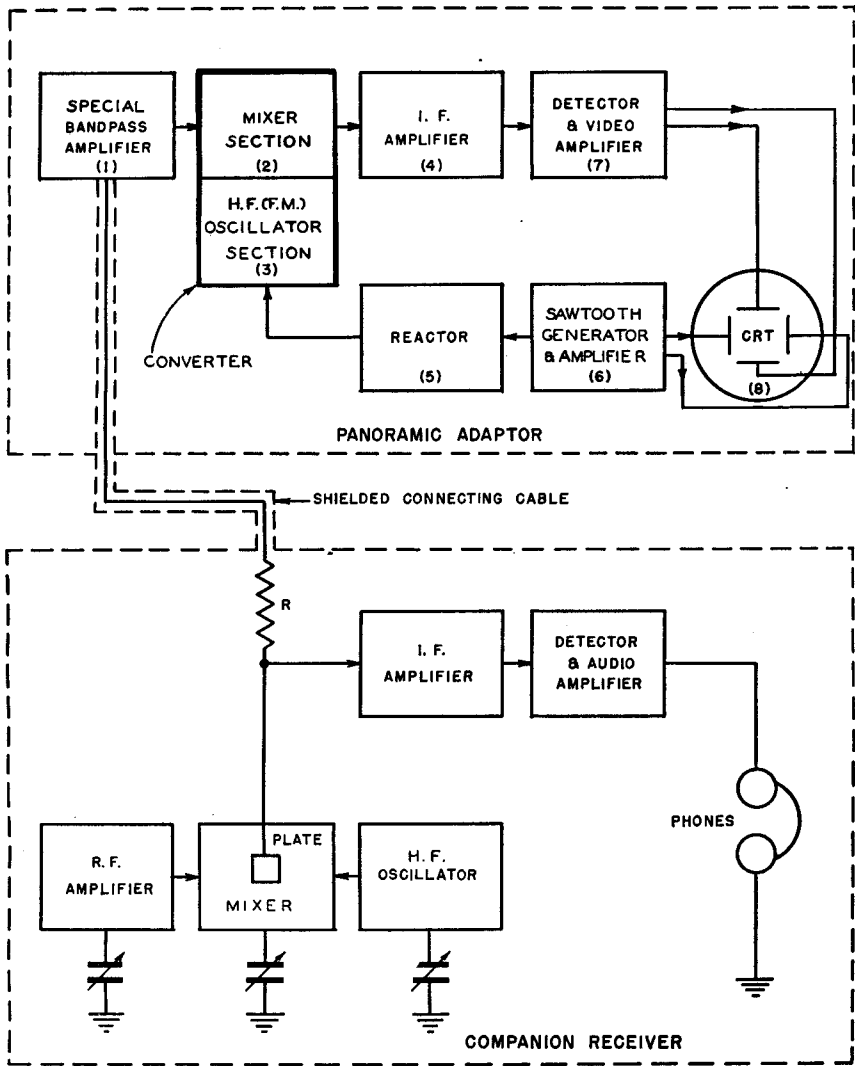 SPECIAL
BANDPASS
AMPLIFIER
(1)
MIXER
SECTION
(2)
H.F.(F.M.)
OSCILLATOR
SECTION
(3)
I. F.
AMPLIFIER
(4)
DETECTOR
& VIDEO
AMPLIFIER
(7)
CONVERTER
REACTOR
(5)
SAWTOOTH
GENERATOR
& AMPLIFIER
(6)
CRT
(8)
PANORAMIC ADAPTOR
SHIELDED CONNECTING CABLE
R
I. F.
AMPLIFIER
DETECTOR
& AUDIO
AMPLIFIER
PHONES
R. F.
AMPLIFIER
PLATE
MIXER
H. F.
OSCILLATOR
COMPANION RECEIVER